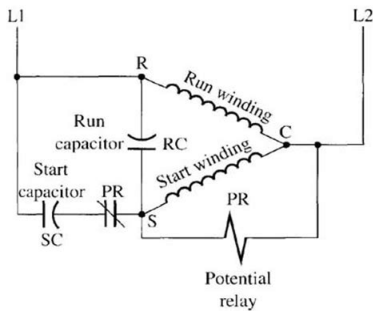 L1
L2
R
Run winding
Run
capacitor
RC
C
Start winding
Start
capacitor
PR
PR
S
SC
Potential
relay